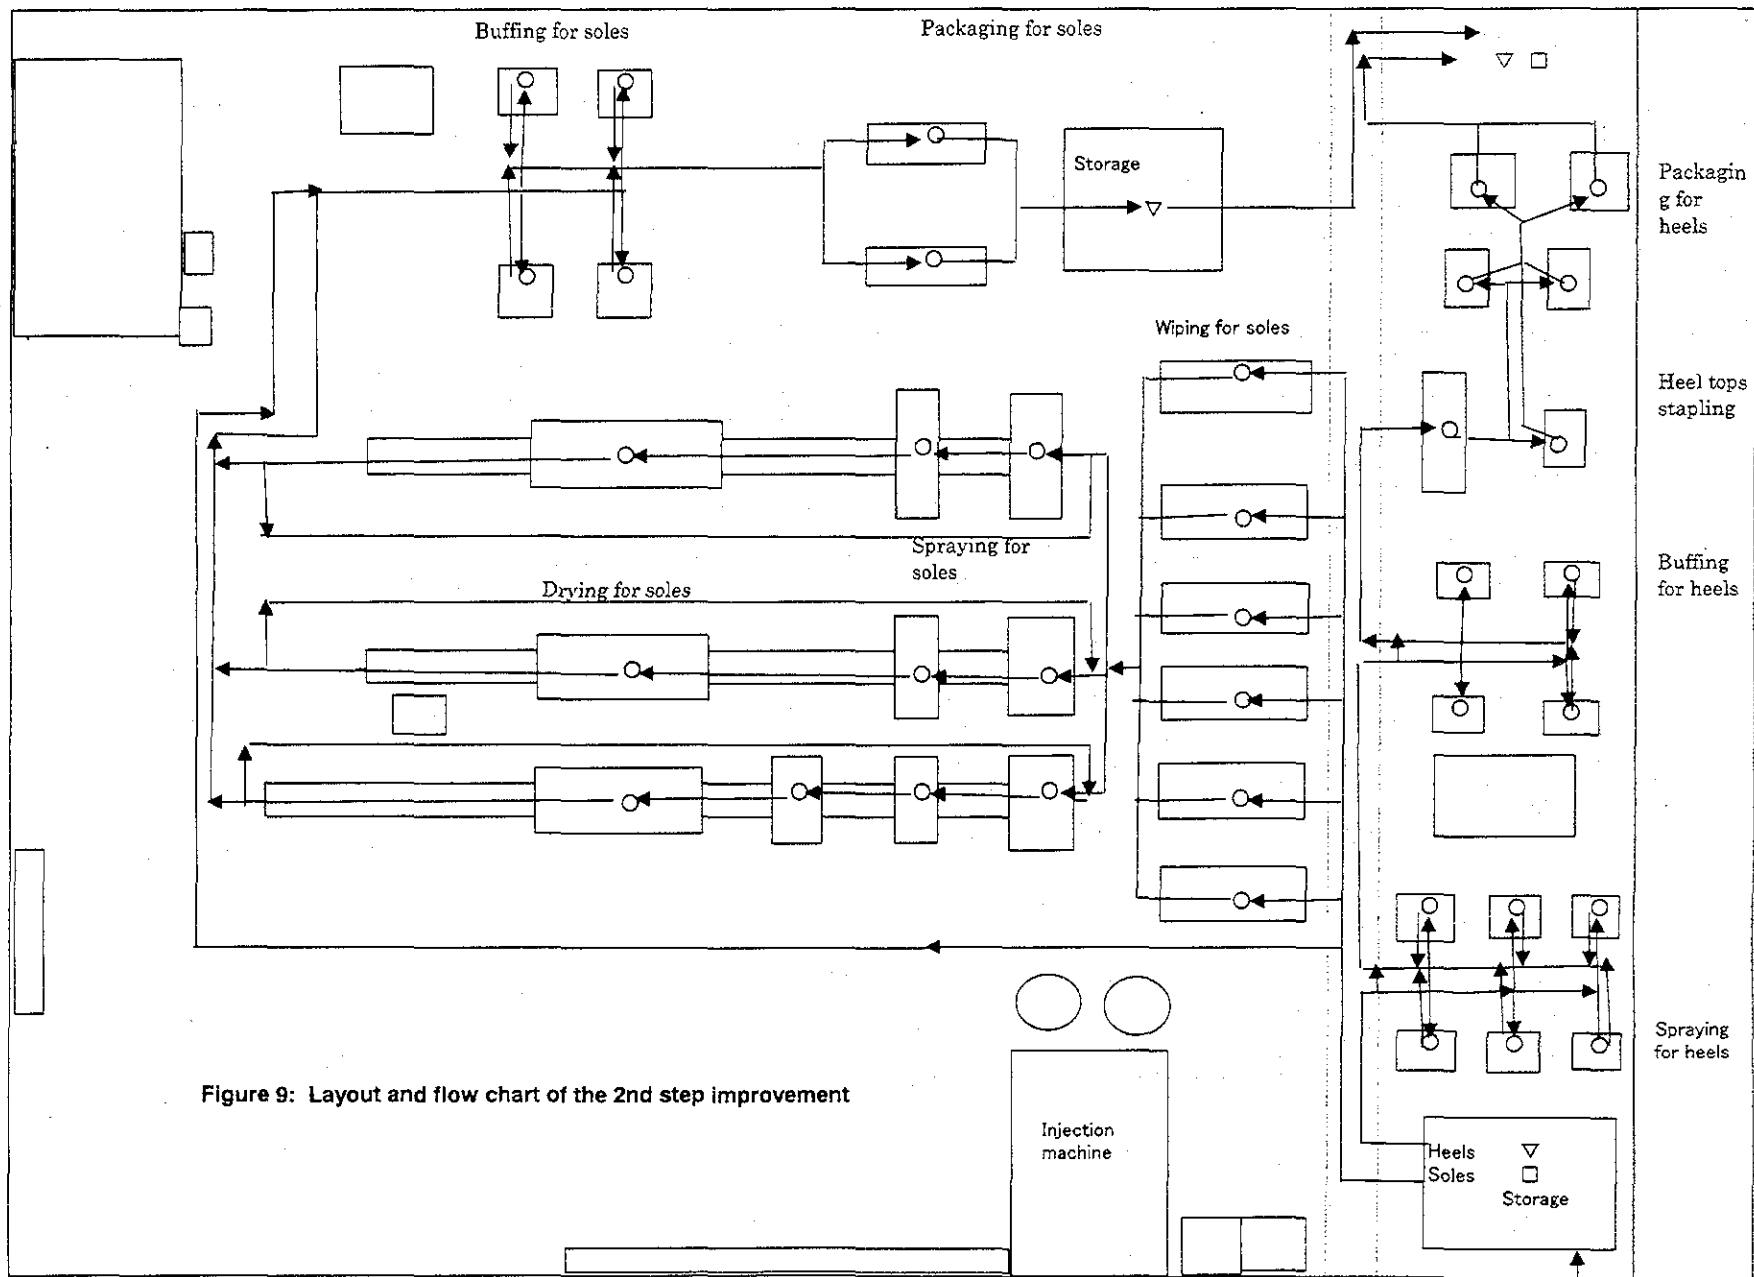 Buffing for soles
Packaging for soles
Storage
Packagin
g for
heels
Wiping for soles
Heel tops
stapling
Spraying for
soles
Buffing
for heels
Drying for soles
Spraying
for heels
Figure 9: Layout and flow chart of the 2nd step improvement
Injection
machine
Heels
Soles
Storage